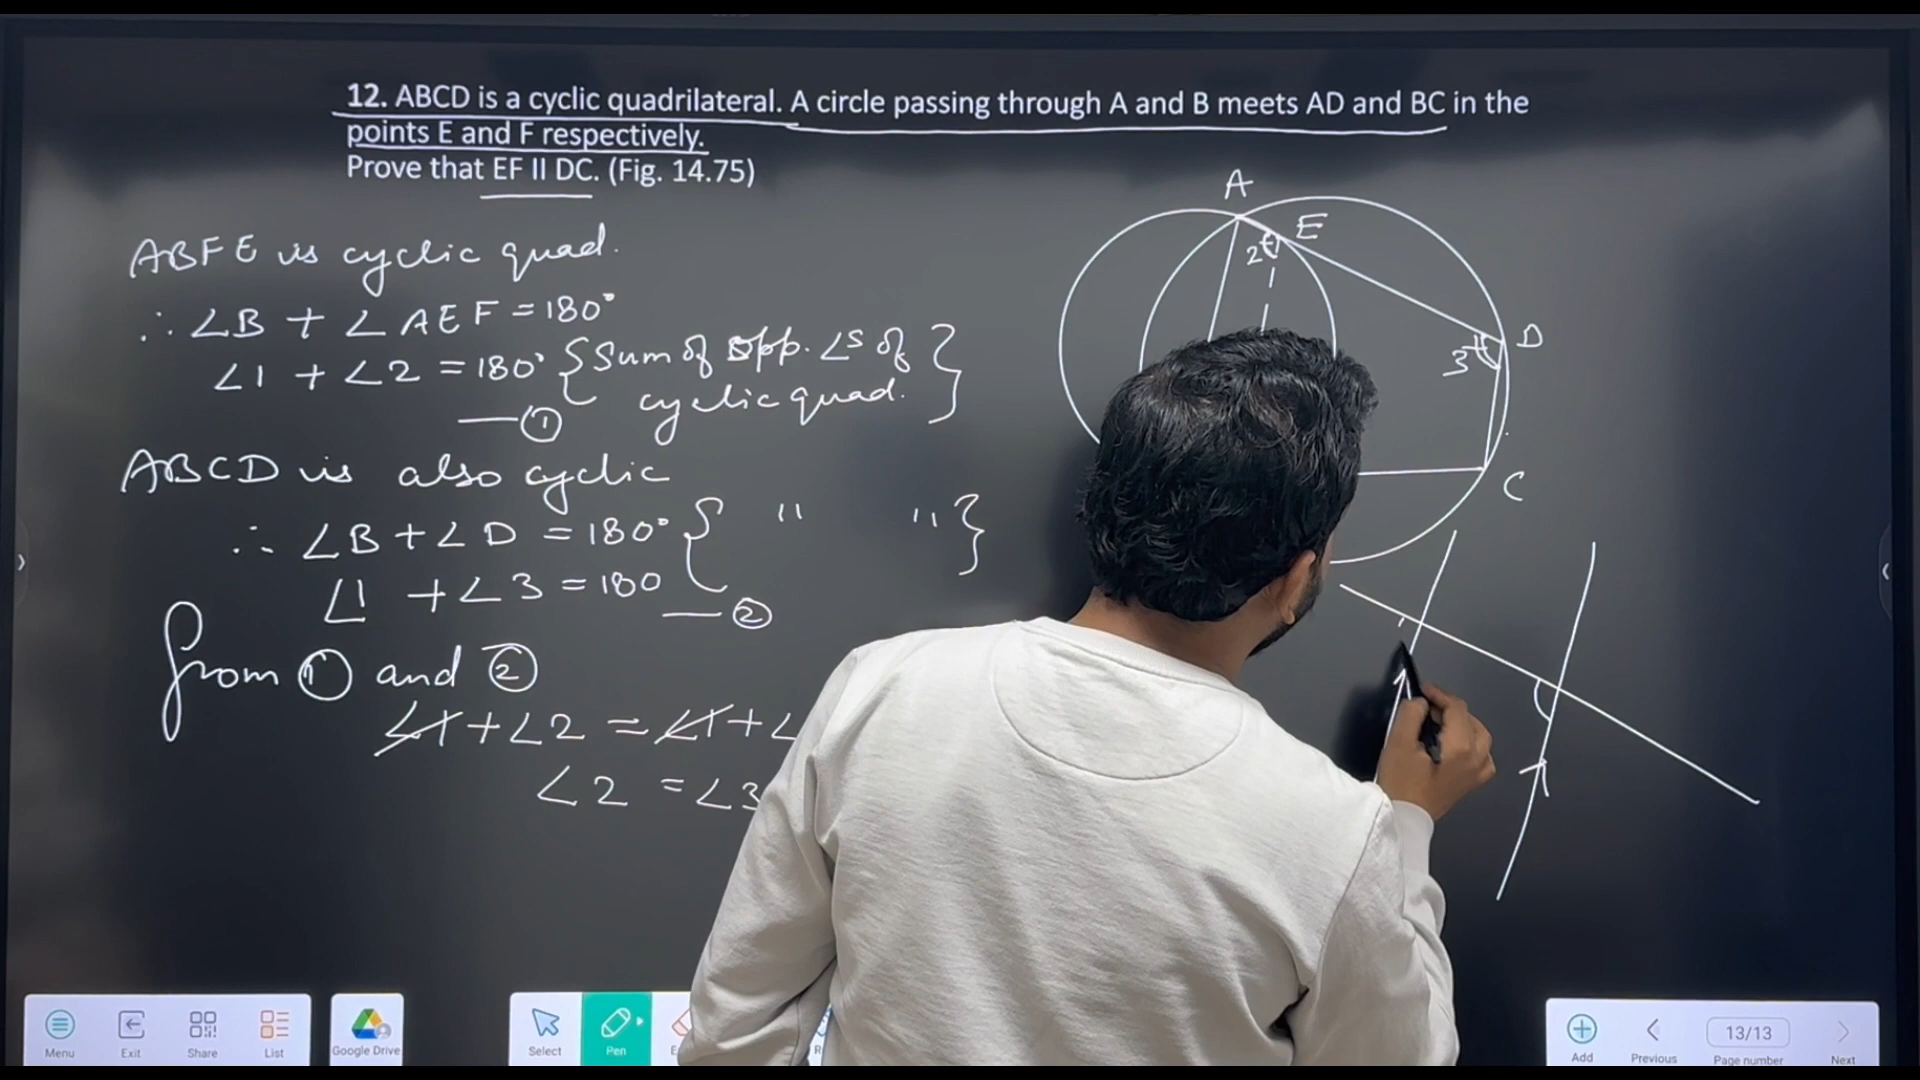 12. ABCD is a cyclic quadrilateral. A circle passing through A and B meets AD and BC in the
points E and F respectively.
Prove that EF II DC. (Fig. 14.75)
ABFE is cyclic quad.
∴ ∠B + ∠AEF = 180°
∠1 + ∠2 = 180° {Sum of opp. ∠s of
cyclic quad.}
—①
ABCD is also cyclic
∴ ∠B + ∠D = 180° { " " }
∠1 + ∠3 = 180
—②
from ① and ②
∠1 + ∠2 = ∠1 + ∠
∠2 = ∠3
A
E
2
D
3
C
Menu
Exit
Share
List
Google Drive
Select
Pen
Add
Previous
13/13
Page number
Next